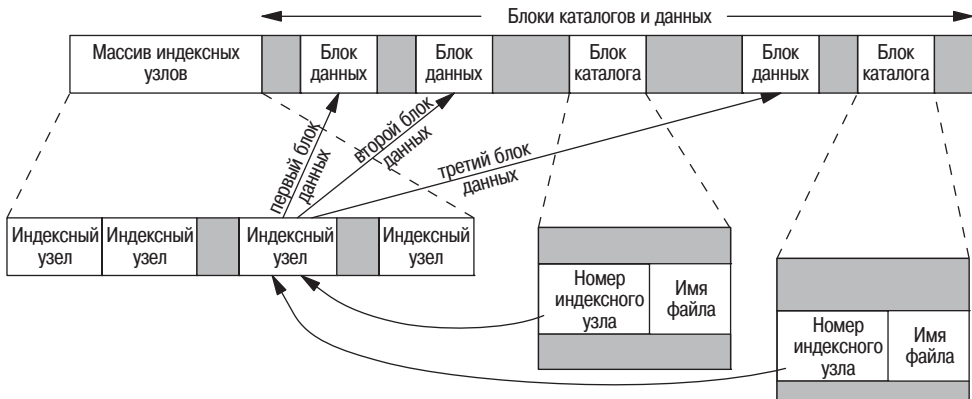 Блоки каталогов и данных
Массив индексных
узлов
Блок
данных
Блок
данных
Блок
каталога
Блок
данных
Блок
каталога
первый блок
данных
второй блок
данных
третий блок
данных
Индексный
узел
Индексный
узел
Индексный
узел
Индексный
узел
Номер
индексного
узла
Имя
файла
Номер
индексного
узла
Имя
файла